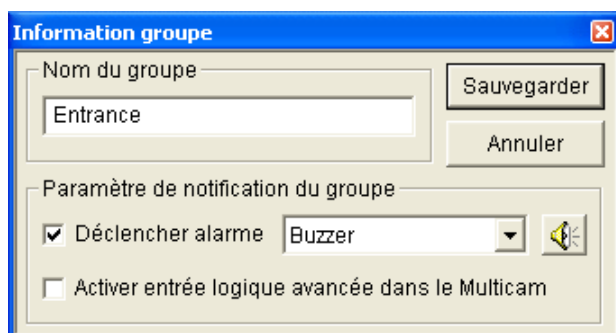 Information groupe
Nom du groupe
Entrance
Sauvegarder
Annuler
Paramètre de notification du groupe
Déclencher alarme Buzzer
Activer entrée logique avancée dans le Multicam